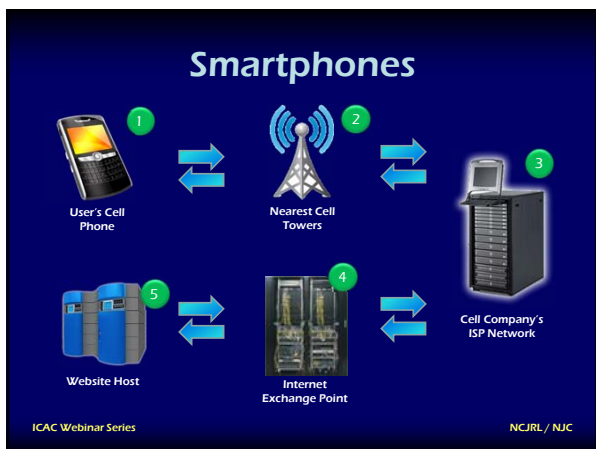 Smartphones
1
User's Cell
Phone
2
Nearest Cell
Towers
3
Cell Company's
ISP Network
4
Internet
Exchange Point
5
Website Host
ICAC Webinar Series
NCJRL / NJC